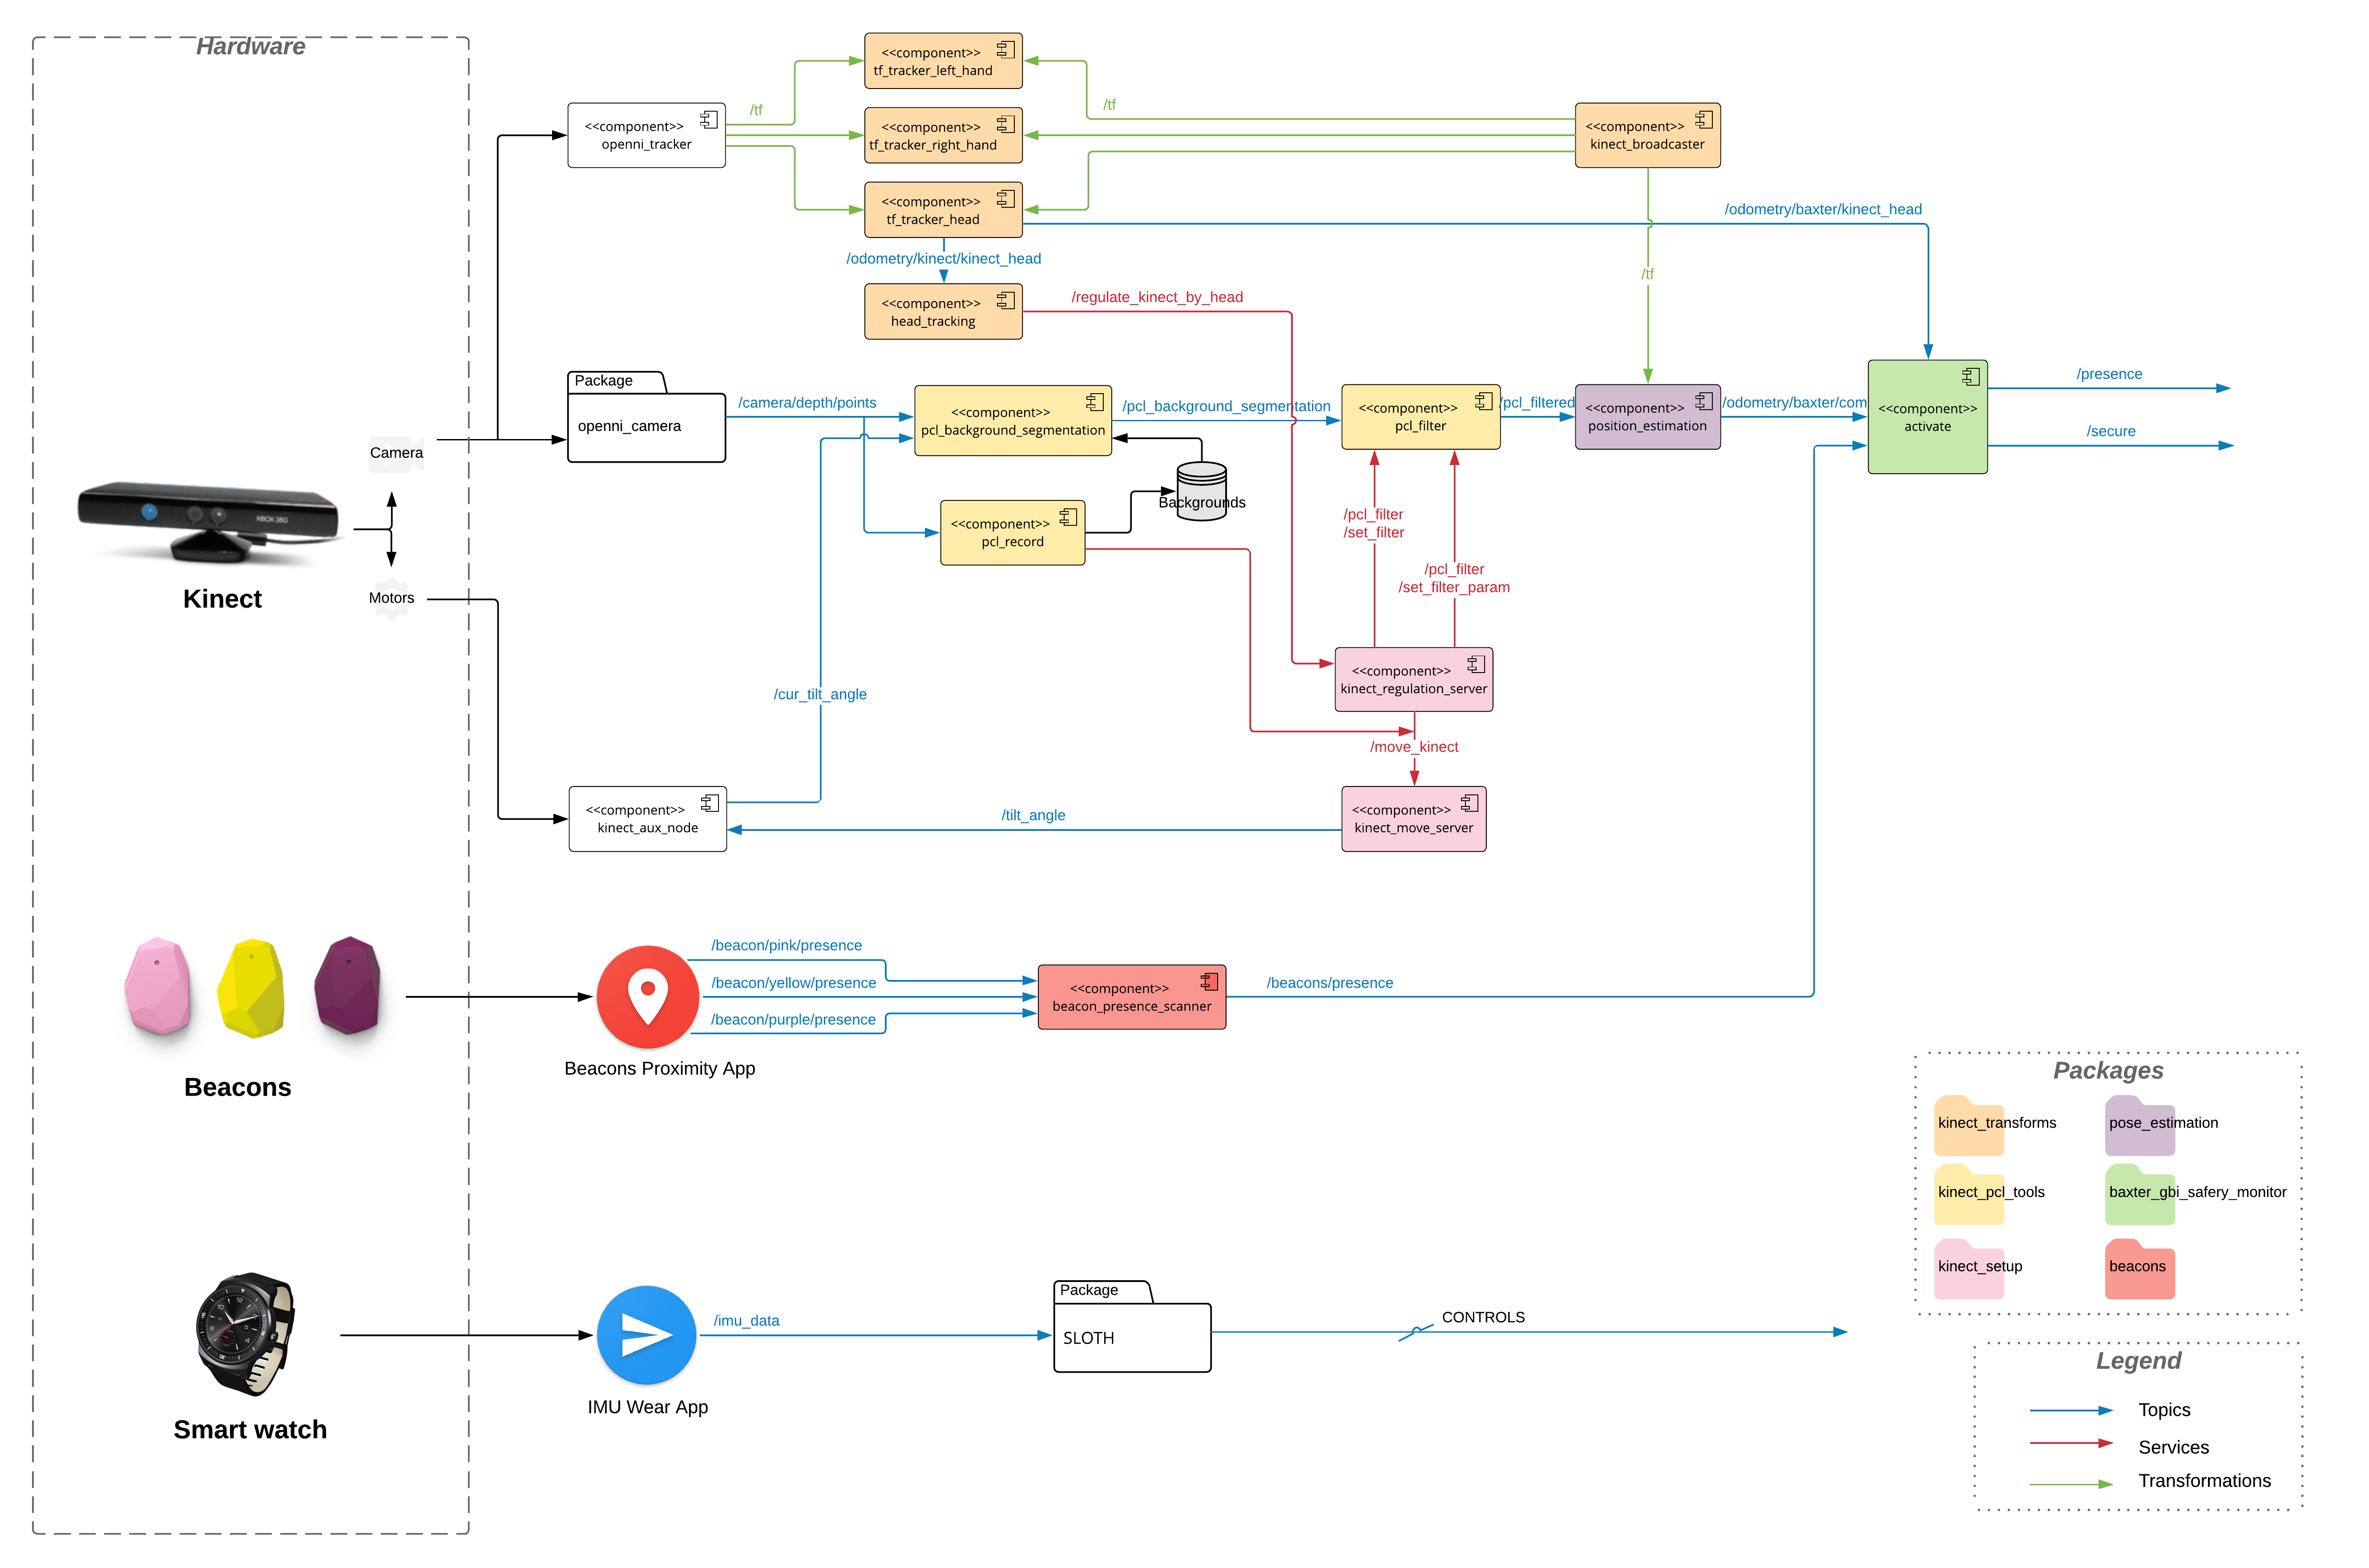 Hardware
<<component>>
tf_tracker_left_hand
/tf
/tf
<<component>>
openni_tracker
<<component>>
tf_tracker_right_hand
<<component>>
kinect_broadcaster
<<component>>
tf_tracker_head
/odometry/baxter/kinect_head
/odometry/kinect/kinect_head
/tf
<<component>>
head_tracking
/regulate_kinect_by_head
Package
openni_camera
/camera/depth/points
<<component>>
pcl_background_segmentation
/pcl_background_segmentation
<<component>>
pcl_filter
/pcl_filtered
<<component>>
position_estimation
/odometry/baxter/com
<<component>>
activate
/presence
/secure
Camera
XBOX 360
Kinect
Motors
Backgrounds
<<component>>
pcl_record
/pcl_filter
/set_filter
/pcl_filter
/set_filter_param
<<component>>
kinect_regulation_server
/cur_tilt_angle
/move_kinect
<<component>>
kinect_aux_node
/tilt_angle
<<component>>
kinect_move_server
/beacon/pink/presence
/beacon/yellow/presence
/beacon/purple/presence
<<component>>
beacon_presence_scanner
/beacons/presence
Beacons Proximity App
Beacons
Packages
kinect_transforms
pose_estimation
kinect_pcl_tools
baxter_gbi_safery_monitor
kinect_setup
beacons
Smart watch
IMU Wear App
/imu_data
Package
SLOTH
CONTROLS
Legend
Topics
Services
Transformations